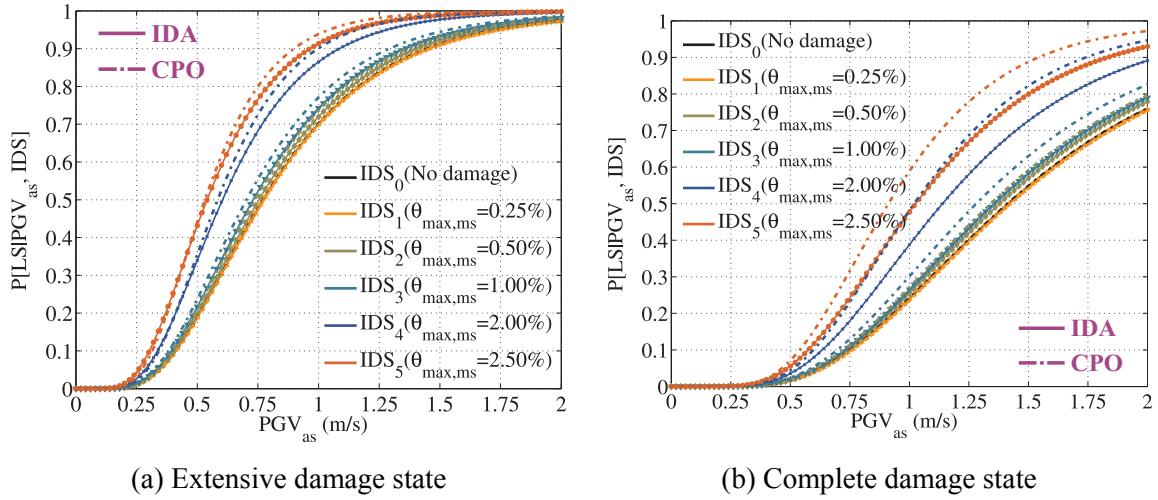 IDA
CPO
P[LS|PGV_as, IDS]
1
0.9
0.8
0.7
0.6
0.5
0.4
0.3
0.2
0.1
0
IDS_0(No damage)
IDS_1(θ_max,ms=0.25%)
IDS_2(θ_max,ms=0.50%)
IDS_3(θ_max,ms=1.00%)
IDS_4(θ_max,ms=2.00%)
IDS_5(θ_max,ms=2.50%)
0 0.25 0.5 0.75 1 1.25 1.5 1.75 2
PGV_as (m/s)
(a) Extensive damage state
P[LS|PGV_as, IDS]
1
0.9
0.8
0.7
0.6
0.5
0.4
0.3
0.2
0.1
0
IDS_0(No damage)
IDS_1(θ_max,ms=0.25%)
IDS_2(θ_max,ms=0.50%)
IDS_3(θ_max,ms=1.00%)
IDS_4(θ_max,ms=2.00%)
IDS_5(θ_max,ms=2.50%)
IDA
CPO
0 0.25 0.5 0.75 1 1.25 1.5 1.75 2
PGV_as (m/s)
(b) Complete damage state